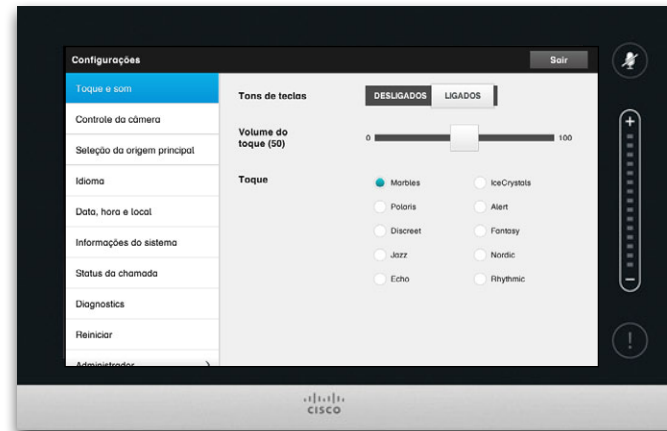 Configurações
Sair
Toque e som
Controle da câmera
Seleção da origem principal
Idioma
Data, hora e local
Informações do sistema
Status da chamada
Diagnostics
Reiniciar
Administrador
Tons de teclas
DESLIGADOS LIGADOS
Volume do
toque (50)
0 100
Toque
Marbles IceCrystals
Polaris Alert
Discreet Fantasy
Jazz Nordic
Echo Rhythmic
+
-
!
CISCO